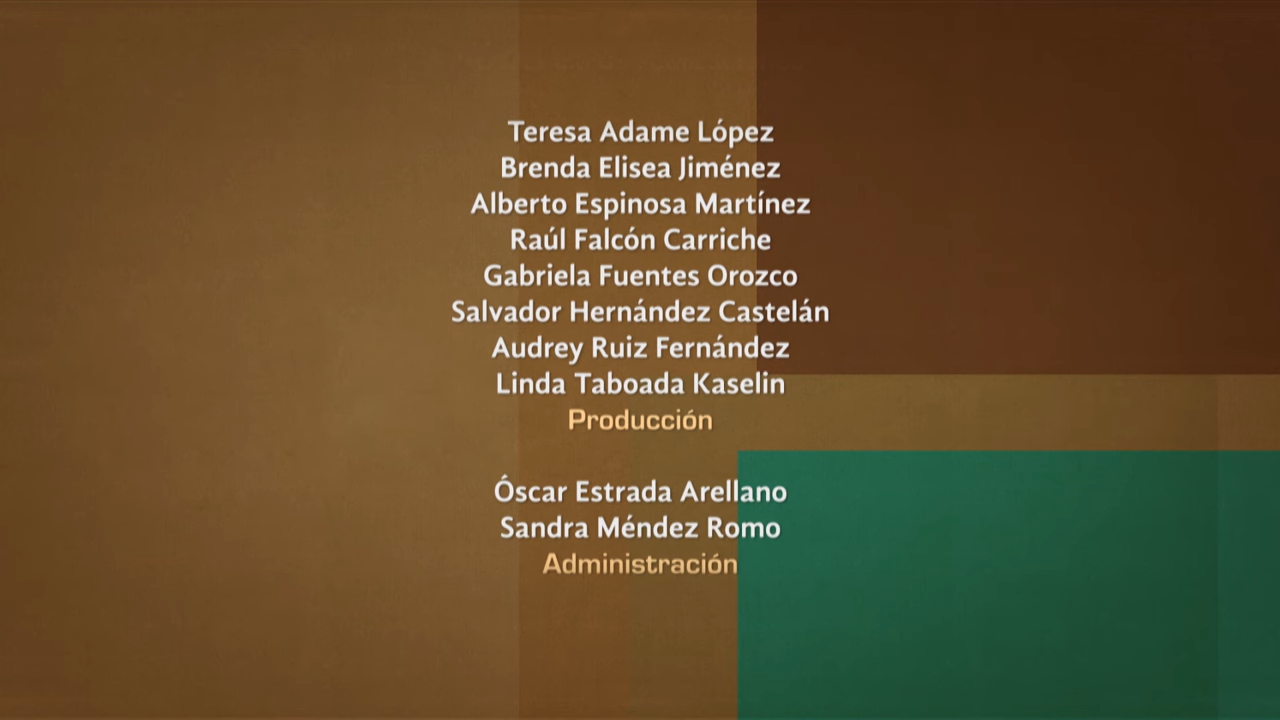 Teresa Adame López
Brenda Elisea Jiménez
Alberto Espinosa Martínez
Raúl Falcón Carriche
Gabriela Fuentes Orozco
Salvador Hernández Castelán
Audrey Ruiz Fernández
Linda Taboada Kaselin
Producción
Óscar Estrada Arellano
Sandra Méndez Romo
Administración